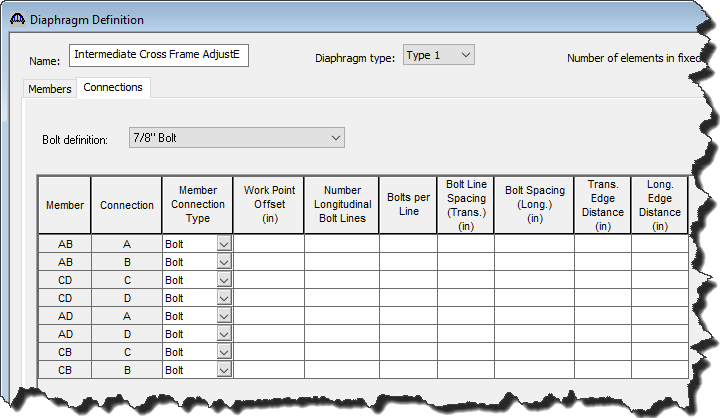 Diaphragm Definition
Name: Intermediate Cross Frame AdjustE Diaphragm type: Type 1 Number of elements in fixed
Members Connections
Bolt definition: 7/8" Bolt
Member Connection Member Connection Type Work Point Offset (in) Number Longitudinal Bolt Lines Bolts per Line Bolt Line Spacing (Trans.) (in) Bolt Spacing (Long.) (in) Trans. Edge Distance (in) Long. Edge Distance (in)
AB A Bolt
AB B Bolt
CD C Bolt
CD D Bolt
AD A Bolt
AD D Bolt
CB C Bolt
CB B Bolt